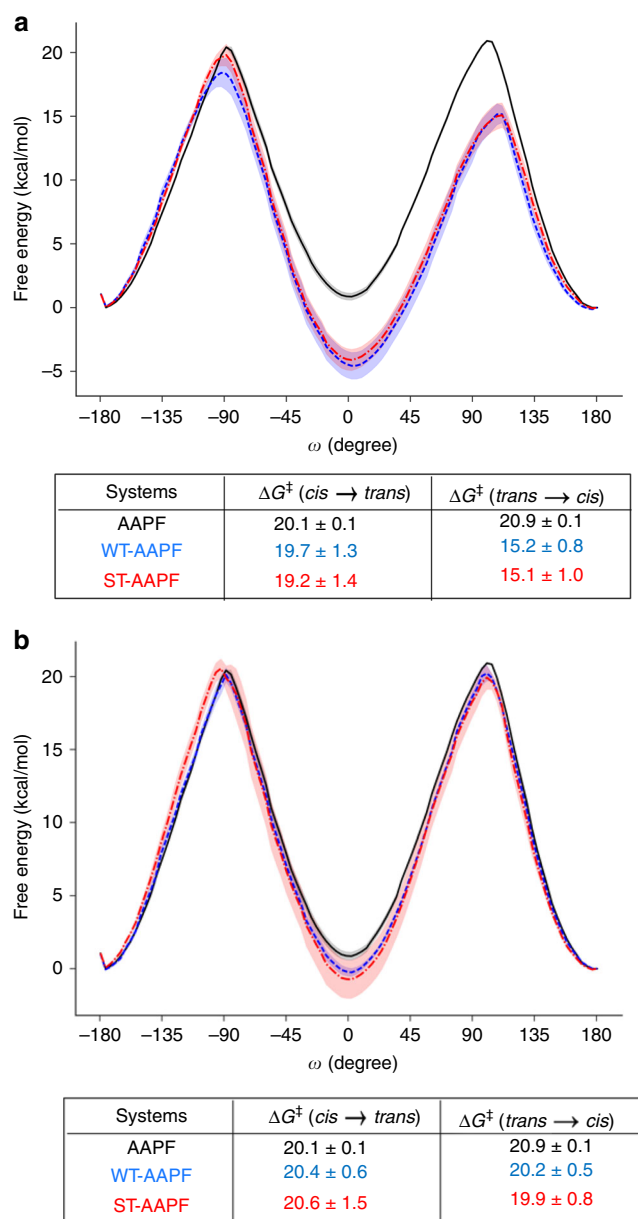 a
20
15
10
5
0
−5
Free energy (kcal/mol)
−180 −135 −90 −45 0 45 90 135 180
ω (degree)
Systems ΔG‡ (cis → trans) ΔG‡ (trans → cis)
AAPF 20.1 ± 0.1 20.9 ± 0.1
WT-AAPF 19.7 ± 1.3 15.2 ± 0.8
ST-AAPF 19.2 ± 1.4 15.1 ± 1.0
b
20
15
10
5
0
Free energy (kcal/mol)
−180 −135 −90 −45 0 45 90 135 180
ω (degree)
Systems ΔG‡ (cis → trans) ΔG‡ (trans → cis)
AAPF 20.1 ± 0.1 20.9 ± 0.1
WT-AAPF 20.4 ± 0.6 20.2 ± 0.5
ST-AAPF 20.6 ± 1.5 19.9 ± 0.8